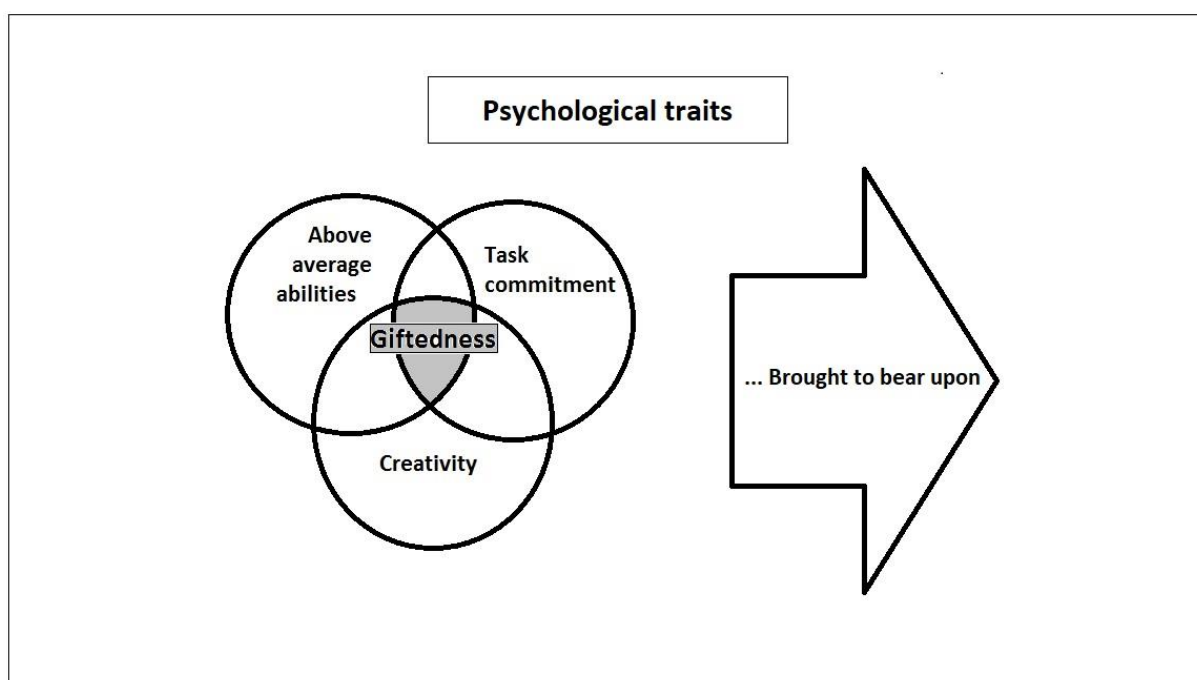 Psychological traits
Above
average
abilities
Task
commitment
Giftedness
Creativity
... Brought to bear upon